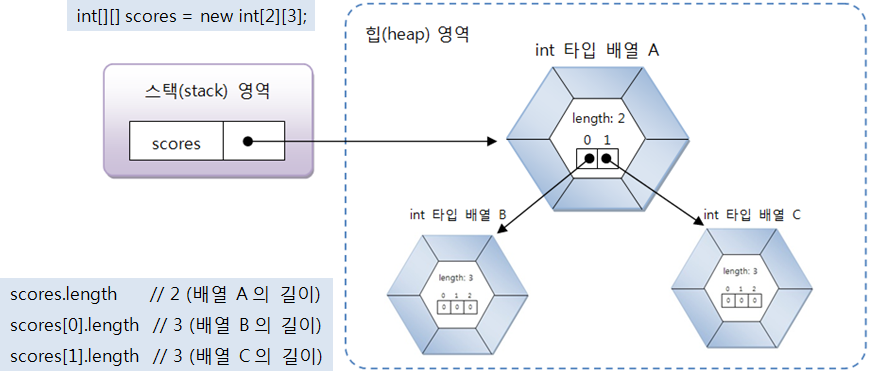 int[][] scores = new int[2][3];
힙(heap) 영역
int 타입 배열 A
스택(stack) 영역
scores
length: 2
0 1
int 타입 배열 B
int 타입 배열 C
length: 3
0 1 2
0 0 0
length: 3
0 1 2
0 0 0
scores.length // 2 (배열 A의 길이)
scores[0].length // 3 (배열 B의 길이)
scores[1].length // 3 (배열 C의 길이)